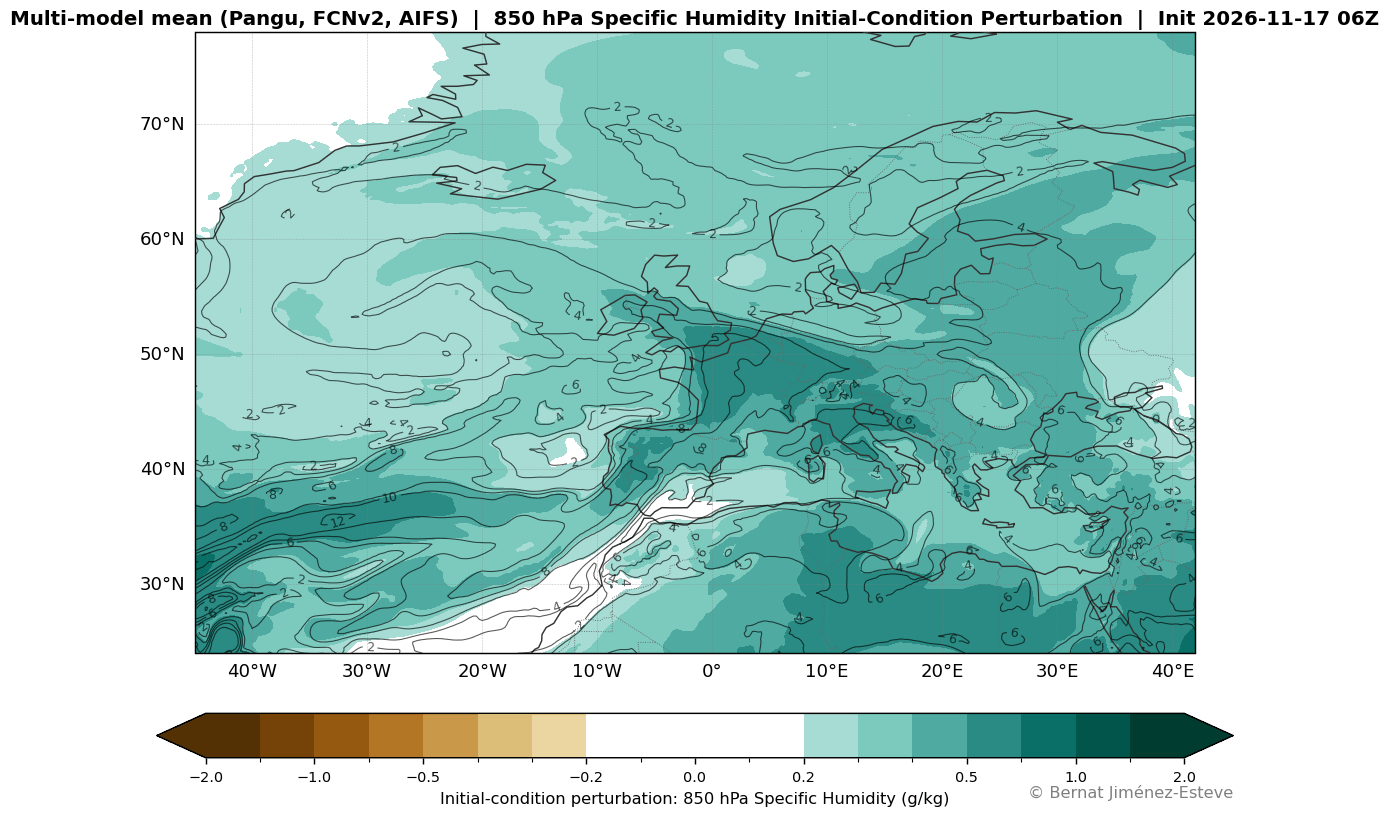 Multi-model mean (Pangu, FCNv2, AIFS) | 850 hPa Specific Humidity Initial-Condition Perturbation | Init 2026-11-17 06Z
70°N
60°N
50°N
40°N
30°N
40°W 30°W 20°W 10°W 0° 10°E 20°E 30°E 40°E
−2.0 −1.0 −0.5 −0.2 0.0 0.2 0.5 1.0 2.0
Initial-condition perturbation: 850 hPa Specific Humidity (g/kg)
© Bernat Jiménez-Esteve